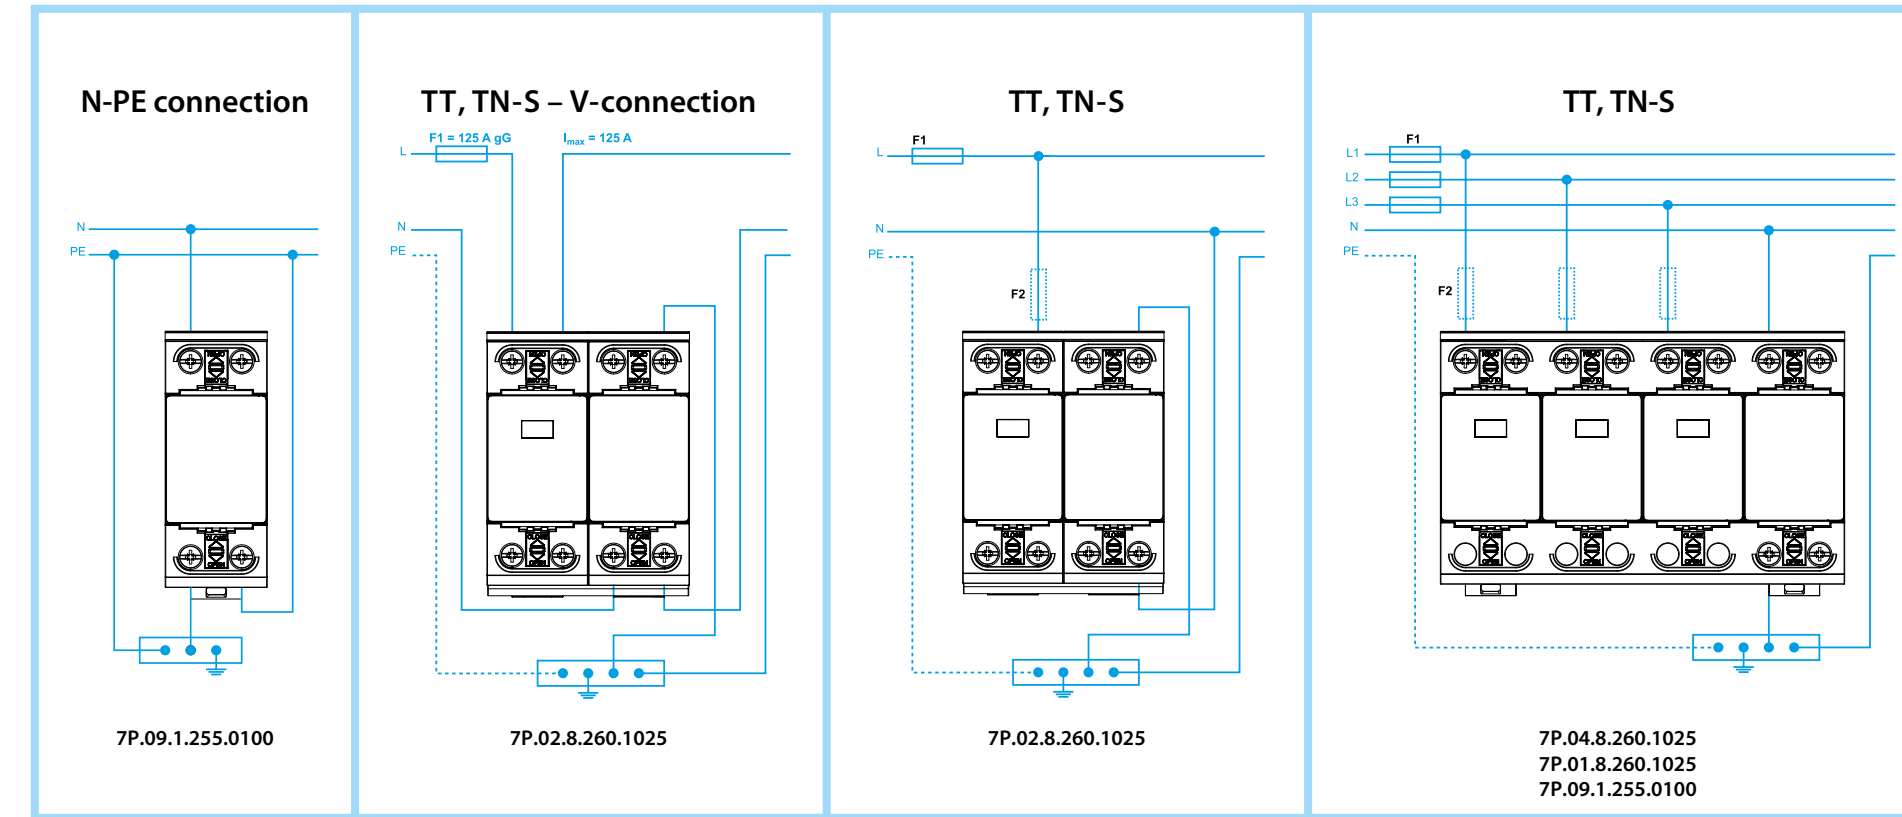 N-PE connection
N
PE
7P.09.1.255.0100
TT, TN-S – V-connection
F1 = 125 A gG
Imax = 125 A
L
N
PE
7P.02.8.260.1025
TT, TN-S
F1
L
N
PE
F2
7P.02.8.260.1025
TT, TN-S
F1
L1
L2
L3
N
PE
F2
7P.04.8.260.1025
7P.01.8.260.1025
7P.09.1.255.0100